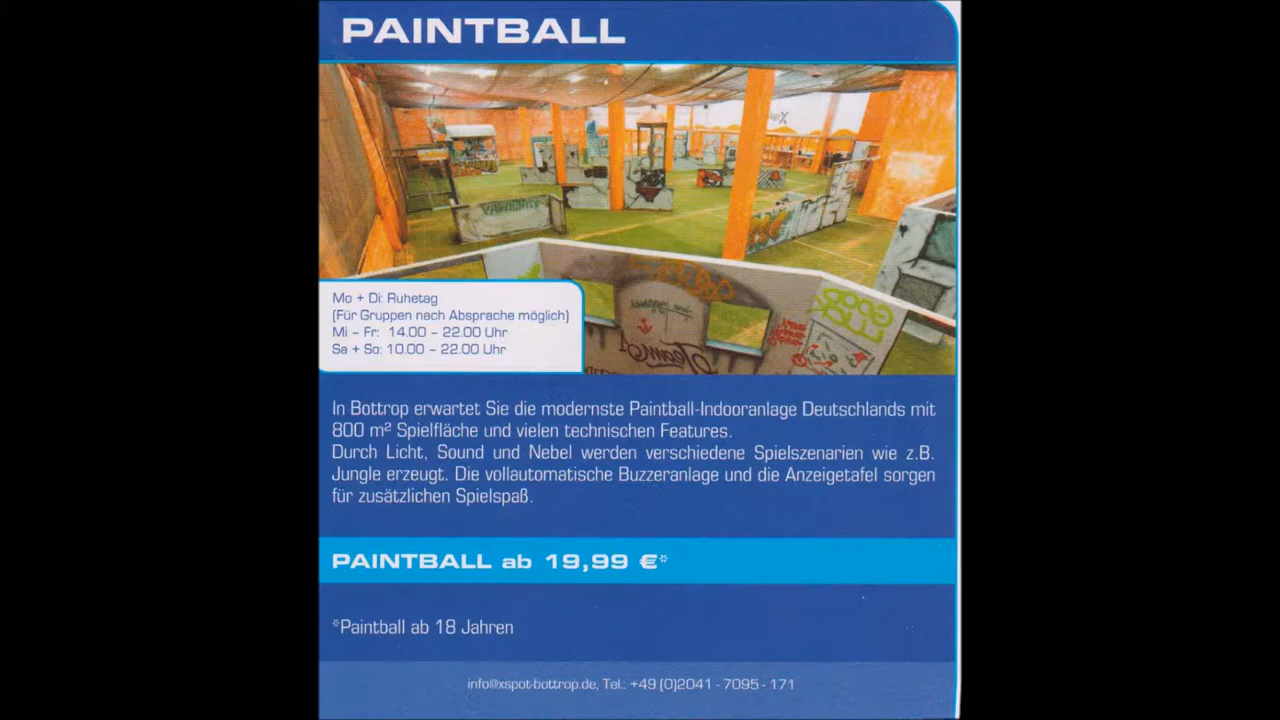 PAINTBALL
Mo + Di: Ruhetag
(Für Gruppen nach Absprache möglich)
Mi – Fr: 14.00 – 22.00 Uhr
Sa + So: 10.00 – 22.00 Uhr
In Bottrop erwartet Sie die modernste Paintball-Indooranlage Deutschlands mit
800 m² Spielfläche und vielen technischen Features.
Durch Licht, Sound und Nebel werden verschiedene Spielszenarien wie z.B.
Jungle erzeugt. Die vollautomatische Buzzeranlage und die Anzeigetafel sorgen
für zusätzlichen Spielspaß.
PAINTBALL ab 19,99 €*
*Paintball ab 18 Jahren
info@xspot-bottrop.de, Tel.: +49 (0)2041 - 7095 - 171